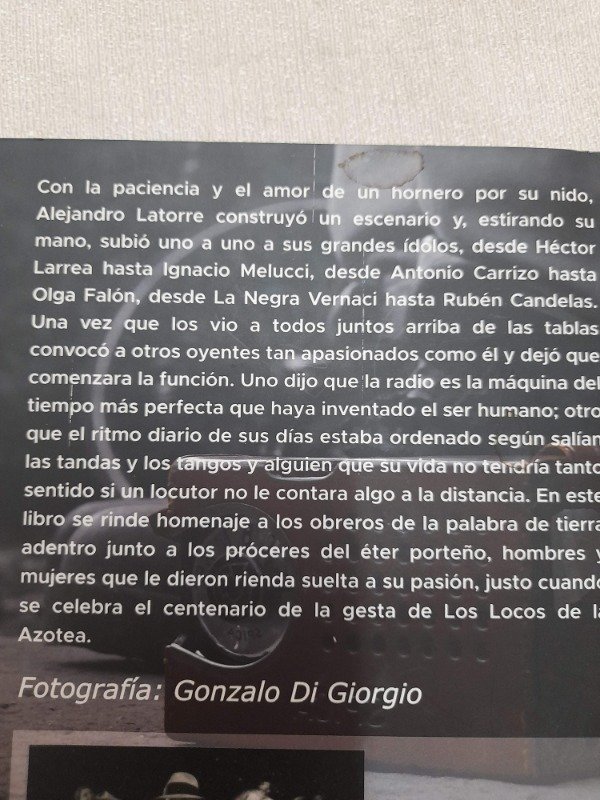 Con la paciencia y el amor de un hornero por su nido,
Alejandro Latorre construyó un escenario y, estirando su
mano, subió uno a uno a sus grandes ídolos, desde Héctor
Larrea hasta Ignacio Melucci, desde Antonio Carrizo hasta
Olga Falón, desde La Negra Vernaci hasta Rubén Candelas.
Una vez que los vio a todos juntos arriba de las tablas
convocó a otros oyentes tan apasionados como él y dejó que
comenzara la función. Uno dijo que la radio es la máquina del
tiempo más perfecta que haya inventado el ser humano; otro
que el ritmo diario de sus días estaba ordenado según salían
las tandas y los tangos y alguien que su vida no tendría tanto
sentido si un locutor no le contara algo a la distancia. En este
libro se rinde homenaje a los obreros de la palabra de tierra
adentro junto a los próceres del éter porteño, hombres y
mujeres que le dieron rienda suelta a su pasión, justo cuando
se celebra el centenario de la gesta de Los Locos de la
Azotea.
Fotografía: Gonzalo Di Giorgio